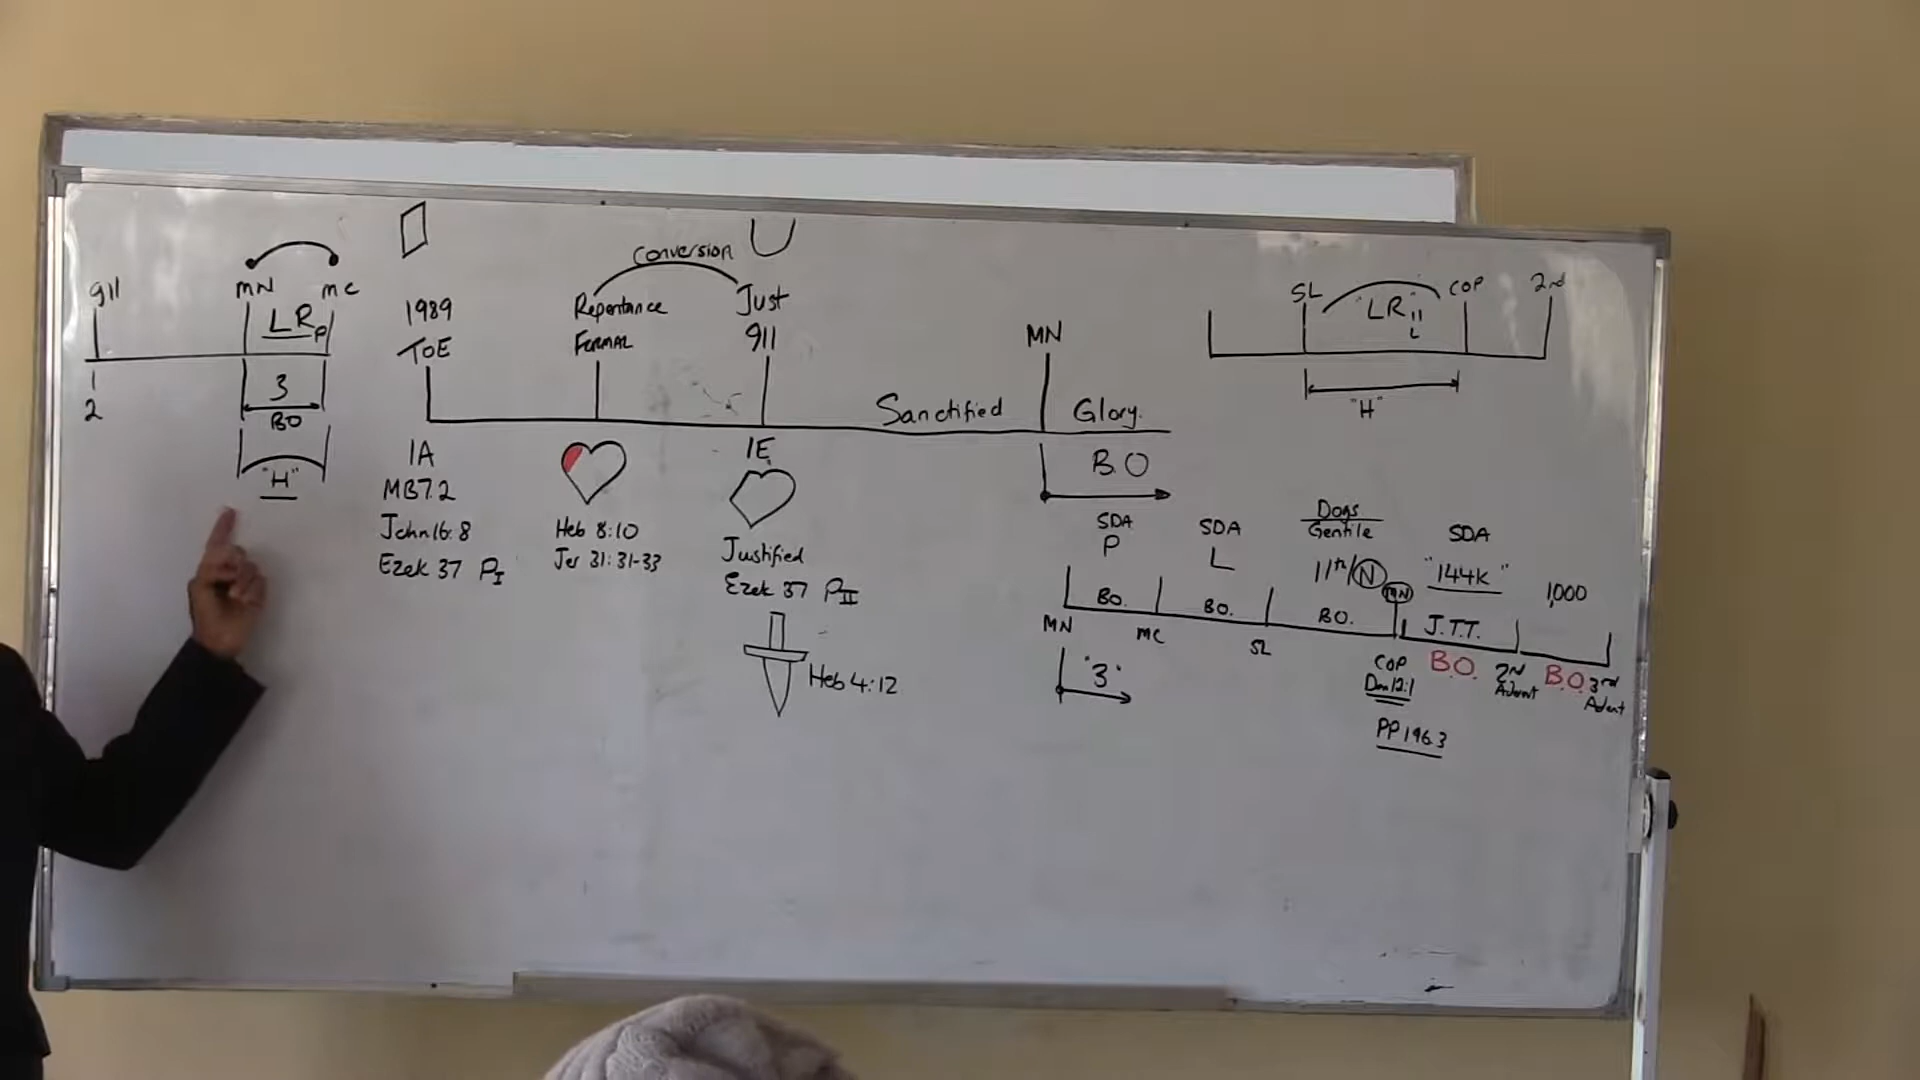 911
MN MC
LRP
1
2
3
BO
"H"
1989
TOE
1A
MB7.2
John 16:8
Ezek 37 PI
Conversion
Repentance
FORMAL
Heb 8:10
Jer 31:31-33
Just
911
1E
Justified
Ezek 37 PII
Heb 4:12
Sanctified
MN
Glory.
B.O
SL "LR" COP 2nd
L
"H"
SDA
P
SDA
L
Dogs
Gentile
11th/N
SDA
"144K"
1,000
BO. BO. BO. MN J.T.T.
MN MC SL COP B.O. 2nd Advent B.O. 3rd Advent
Dan 12:1
PP 196.3
"3"